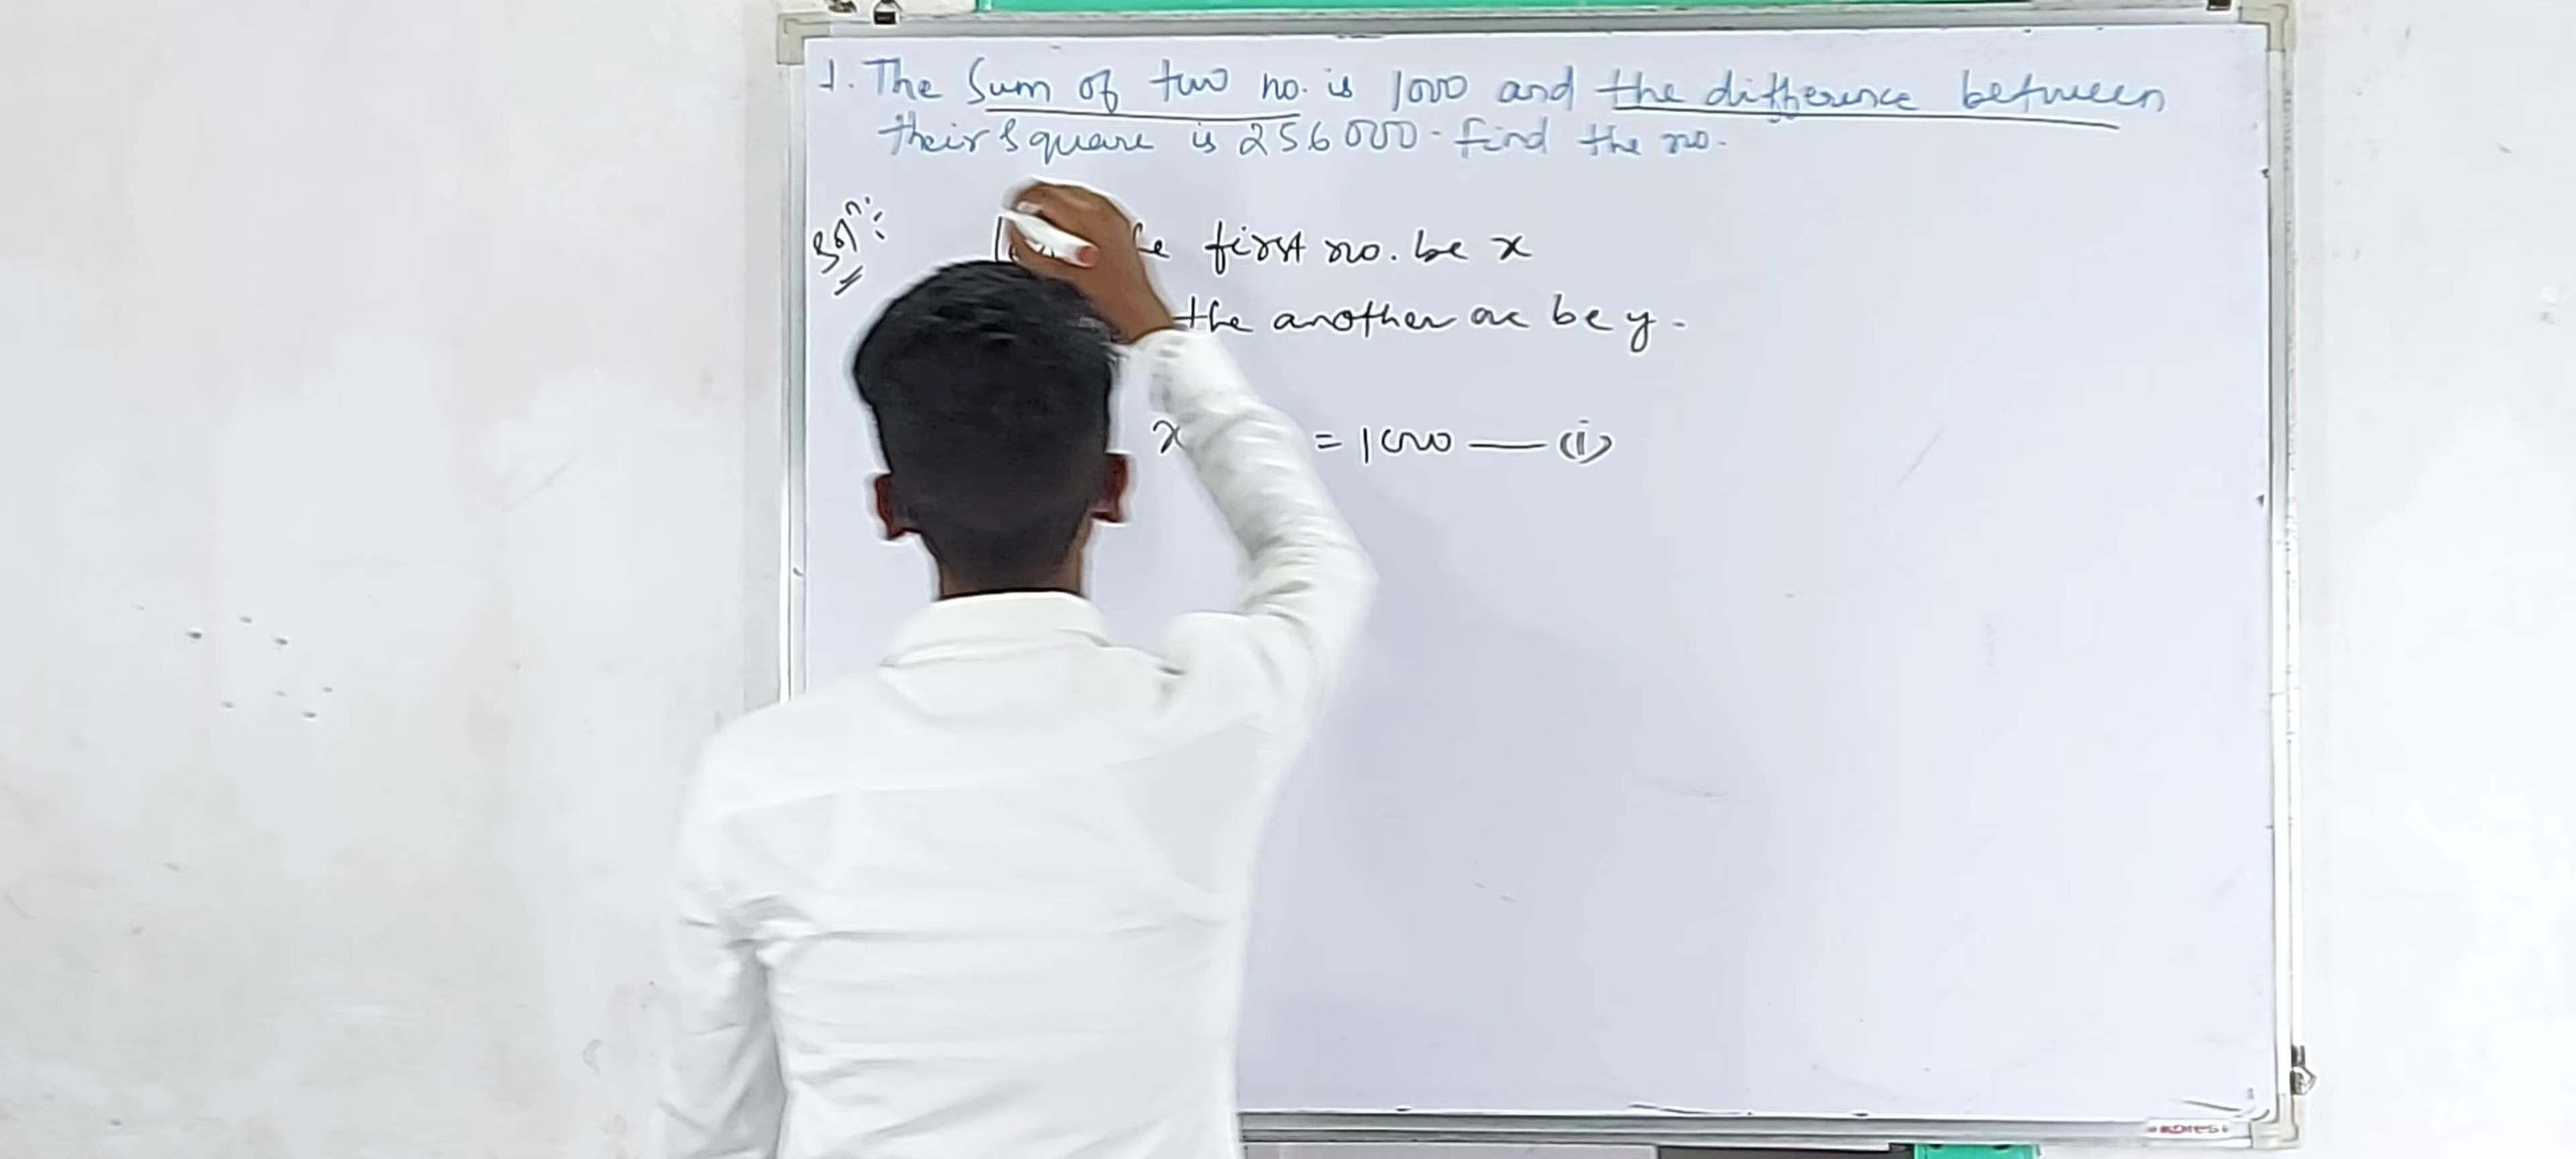 1. The Sum of two no. is 1000 and the difference between
their square is 256000. find the no.
Solⁿ:
first no. be x
the another be y.
x = 1000 — (i)